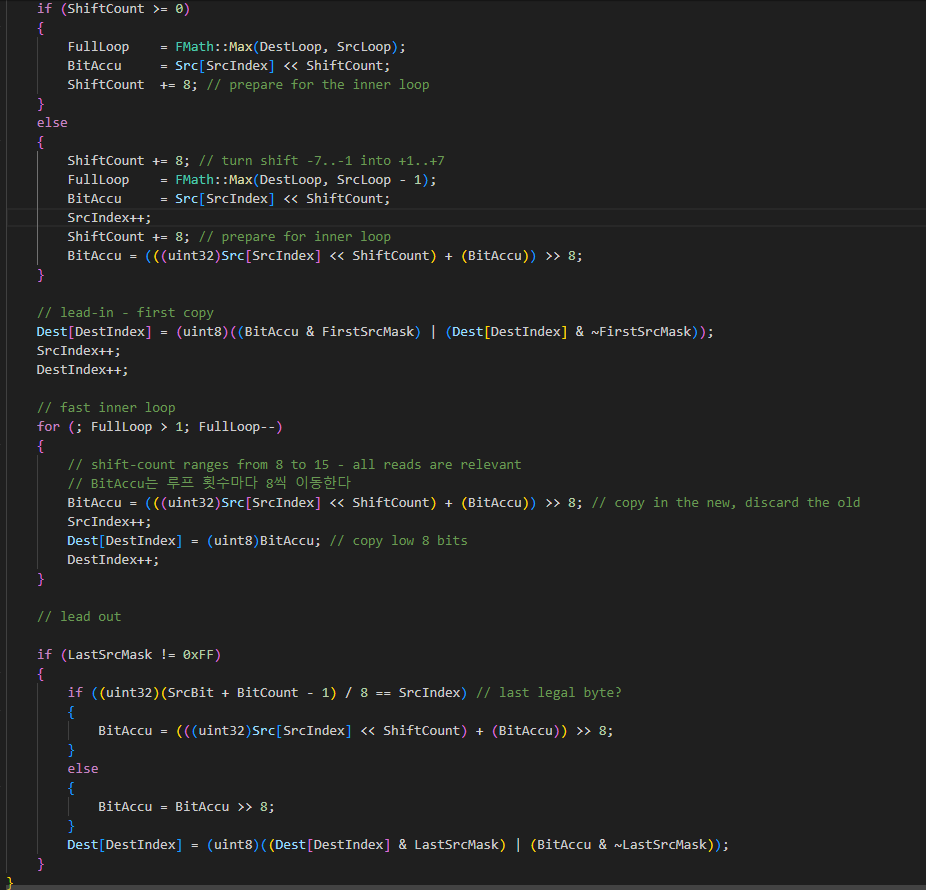 if (ShiftCount >= 0)
{
FullLoop    = FMath::Max(DestLoop, SrcLoop);
BitAccu     = Src[SrcIndex] << ShiftCount;
ShiftCount  += 8; // prepare for the inner loop
}
else
{
ShiftCount += 8; // turn shift -7..-1 into +1..+7
FullLoop    = FMath::Max(DestLoop, SrcLoop - 1);
BitAccu     = Src[SrcIndex] << ShiftCount;
SrcIndex++;
ShiftCount += 8; // prepare for inner loop
BitAccu = (((uint32)Src[SrcIndex] << ShiftCount) + (BitAccu)) >> 8;
}
// lead-in - first copy
Dest[DestIndex] = (uint8)((BitAccu & FirstSrcMask) | (Dest[DestIndex] & ~FirstSrcMask));
SrcIndex++;
DestIndex++;
// fast inner loop
for (; FullLoop > 1; FullLoop--)
{
// shift-count ranges from 8 to 15 - all reads are relevant
// BitAccu는 루프 횟수마다 8씩 이동한다
BitAccu = (((uint32)Src[SrcIndex] << ShiftCount) + (BitAccu)) >> 8; // copy in the new, discard the old
SrcIndex++;
Dest[DestIndex] = (uint8)BitAccu; // copy low 8 bits
DestIndex++;
}
// lead out
if (LastSrcMask != 0xFF)
{
if ((uint32)(SrcBit + BitCount - 1) / 8 == SrcIndex) // last legal byte?
{
BitAccu = (((uint32)Src[SrcIndex] << ShiftCount) + (BitAccu)) >> 8;
}
else
{
BitAccu = BitAccu >> 8;
}
Dest[DestIndex] = (uint8)((Dest[DestIndex] & LastSrcMask) | (BitAccu & ~LastSrcMask));
}
}